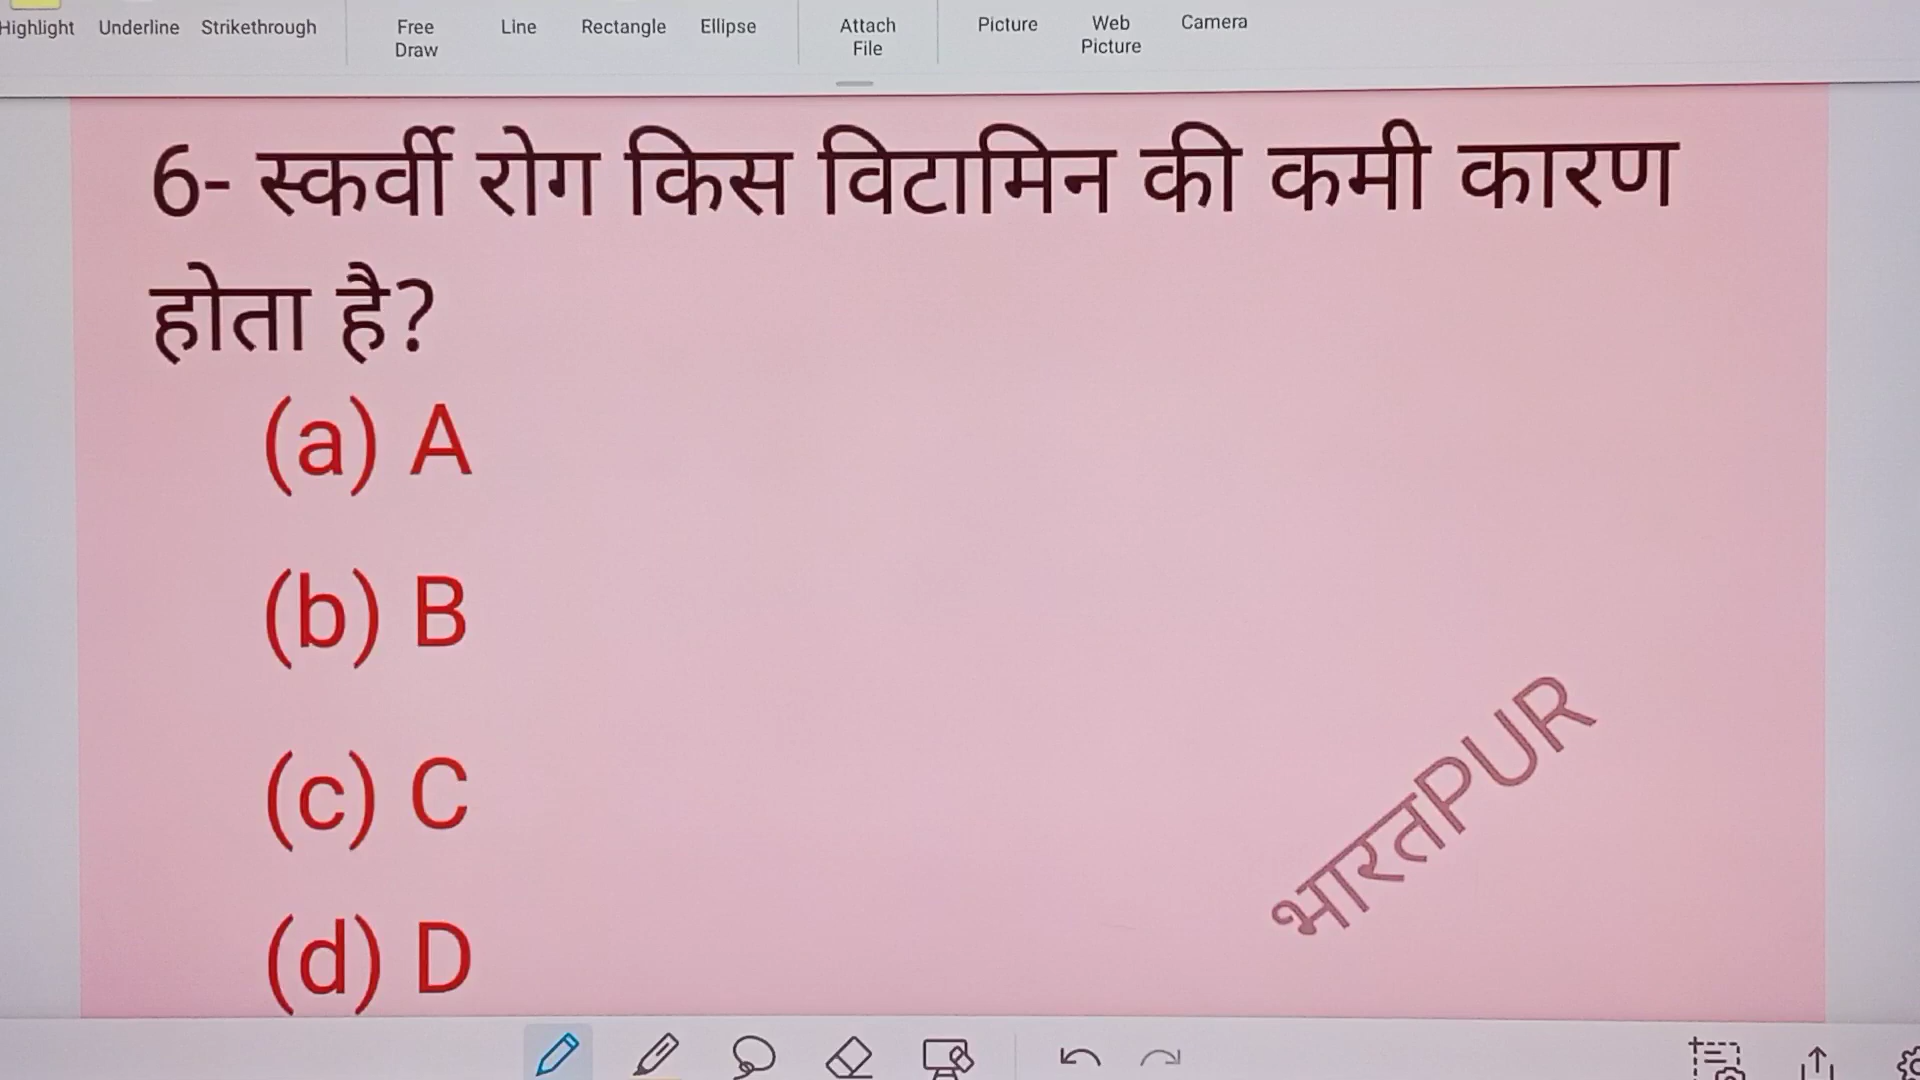 Highlight Underline Strikethrough Free Draw Line Rectangle Ellipse Attach File Picture Web Picture Camera
6- स्कर्वी रोग किस विटामिन की कमी कारण
होता है?
(a) A
(b) B
(c) C
(d) D
भारतPUR